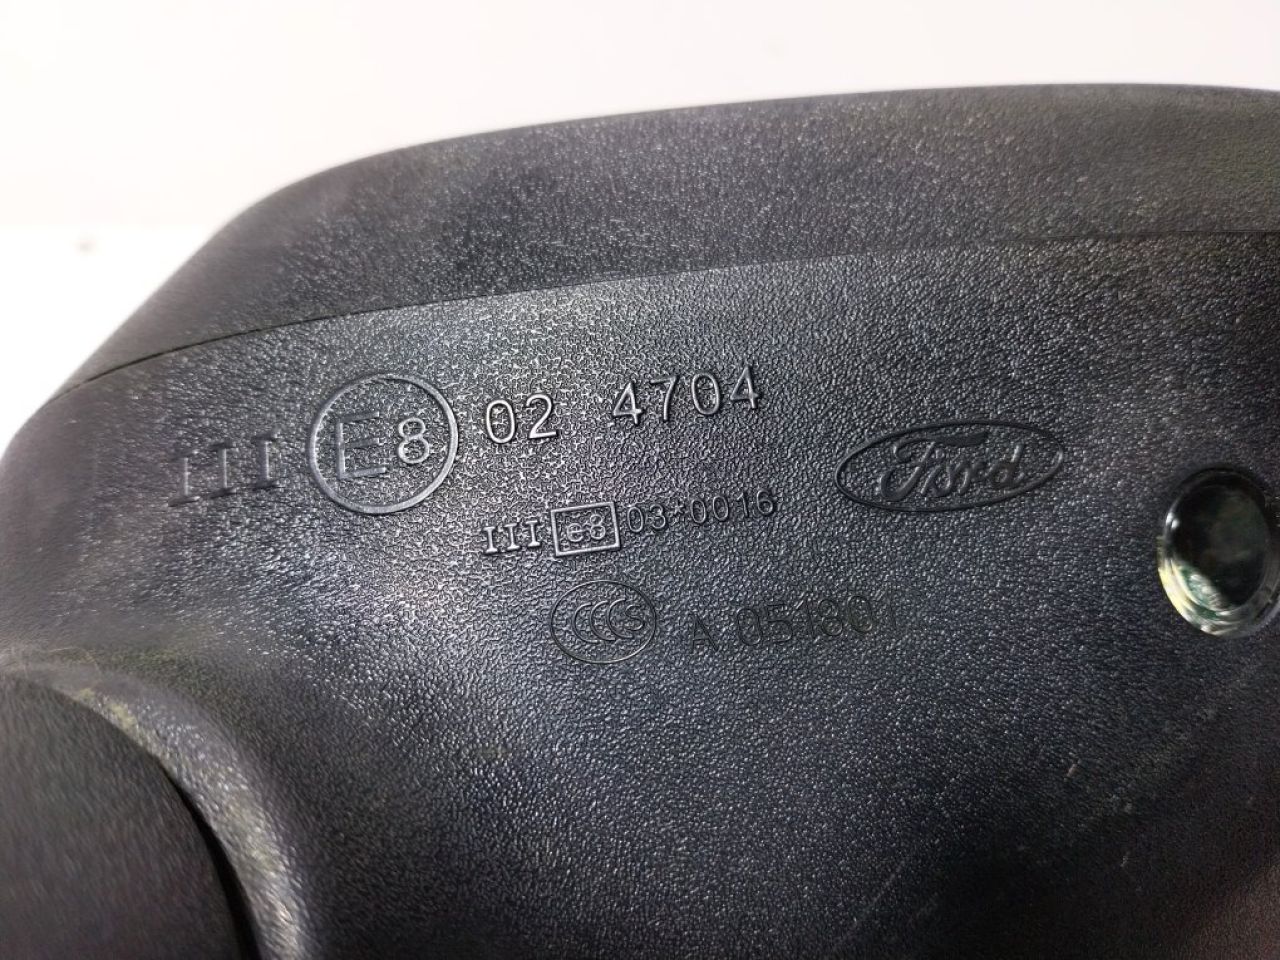 III E8 02 4704
Ford
III e8 03*0016
CCC S A 051801